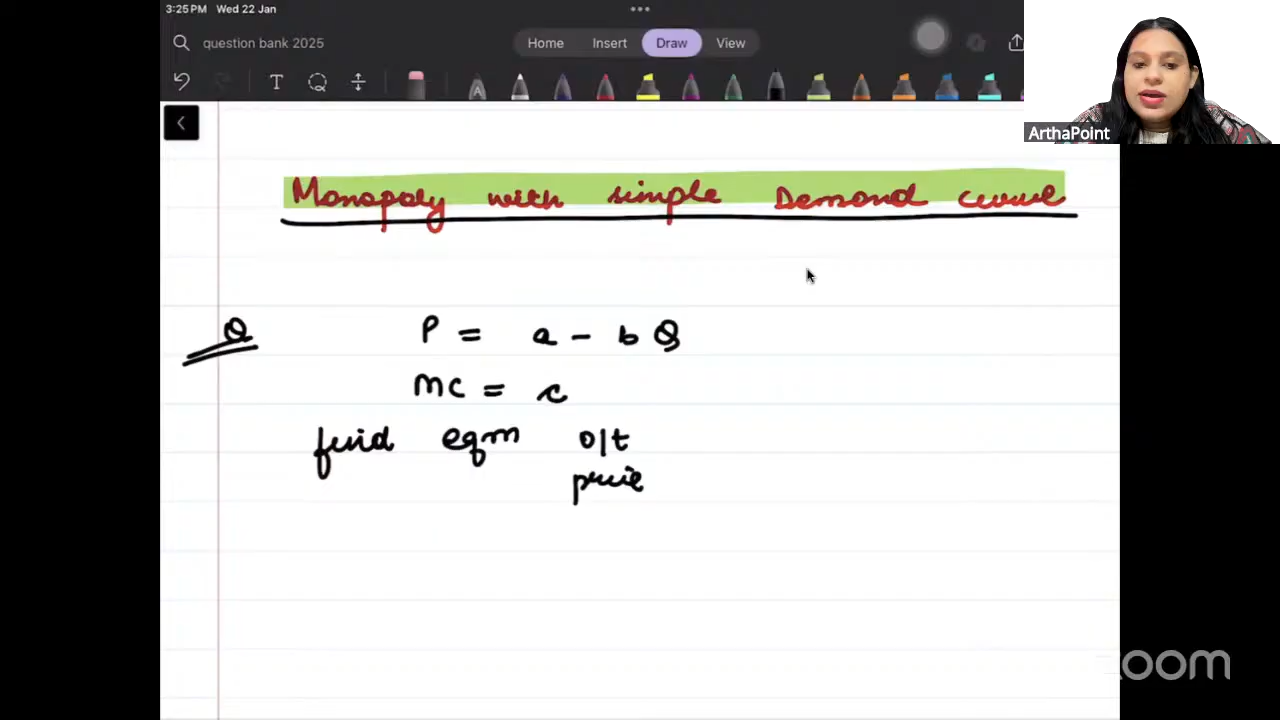 3:25 PM Wed 22 Jan
question bank 2025
Home Insert Draw View
T
A
ArthaPoint
Monopoly with simple Demand curve
Q P = a - b Q
MC = c
find eqm o/t
price
zoom